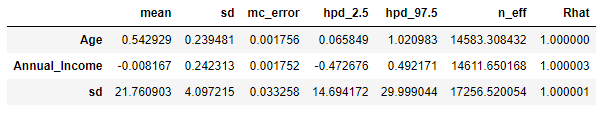 mean sd mc_error hpd_2.5 hpd_97.5 n_eff Rhat
Age 0.542929 0.239481 0.001756 0.065849 1.020983 14583.308432 1.000000
Annual_Income -0.008167 0.242313 0.001752 -0.472676 0.492171 14611.650168 1.000003
sd 21.760903 4.097215 0.033258 14.694172 29.999044 17256.520054 1.000001